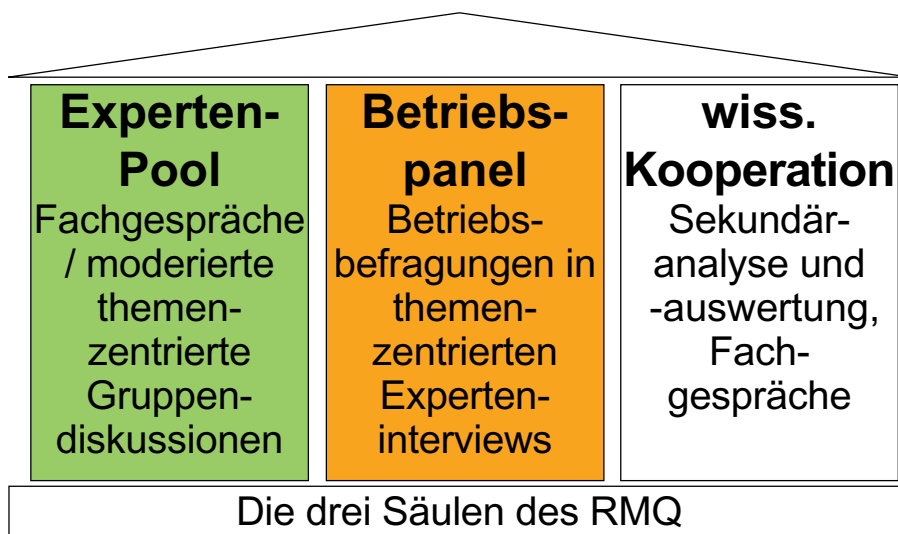 Experten-
Pool
Fachgespräche
/ moderierte
themen-
zentrierte
Gruppen-
diskussionen
Betriebs-
panel
Betriebs-
befragungen in
themen-
zentrierten
Experten-
interviews
wiss.
Kooperation
Sekundär-
analyse und
-auswertung,
Fach-
gespräche
Die drei Säulen des RMQ